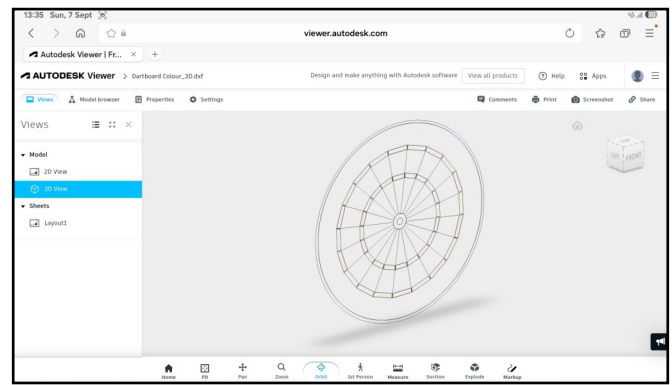 13:35 Sun, 7 Sept
viewer.autodesk.com
Autodesk Viewer | Fr...
AUTODESK Viewer > Dartboard Colour_3D.dxf
Design and make anything with Autodesk software
View all products
Help
Apps
Views
Model browser
Properties
Settings
Comments
Print
Screenshot
Share
Views
Model
2D View
3D View
Sheets
Layout1
LEFT
FRONT
Home
Fit
Pan
Zoom
Orbit
1st Person
Measure
Section
Explode
Markup